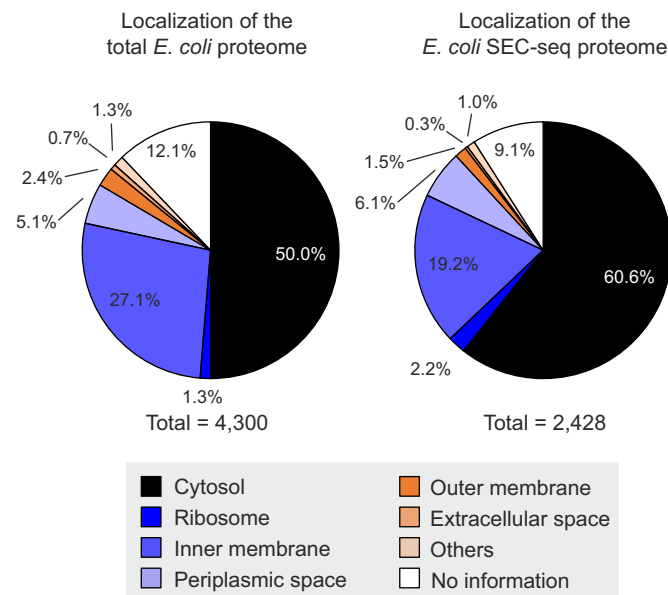 Localization of the
total E. coli proteome
Localization of the
E. coli SEC-seq proteome
1.3%
0.7%
2.4%
5.1%
12.1%
50.0%
27.1%
1.3%
Total = 4,300
1.0%
0.3%
1.5%
6.1%
9.1%
19.2%
60.6%
2.2%
Total = 2,428
Cytosol
Ribosome
Inner membrane
Periplasmic space
Outer membrane
Extracellular space
Others
No information